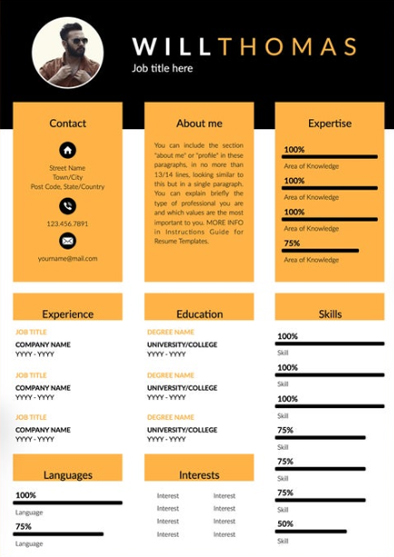 WILLTHOMAS
Job title here
Contact
Street Name
Town/City
Post Code, State/Country
123.456.7891
yourname@mail.com
About me
You can include the section
"about me" or "profile" in these
paragraphs, in no more than
13/14 lines, looking similar to
this but in a single paragraph.
You can explain briefly the
type of professional you are
and which values are the most
important to you. MORE INFO
in Instructions Guide for
Resume Templates.
Expertise
100%
Area of Knowledge
100%
Area of Knowledge
100%
Area of Knowledge
75%
Area of Knowledge
Experience
JOB TITLE
COMPANY NAME
YYYY - YYYY
JOB TITLE
COMPANY NAME
YYYY - YYYY
JOB TITLE
COMPANY NAME
YYYY - YYYY
Education
DEGREE NAME
UNIVERSITY/COLLEGE
YYYY - YYYY
DEGREE NAME
UNIVERSITY/COLLEGE
YYYY - YYYY
DEGREE NAME
UNIVERSITY/COLLEGE
YYYY - YYYY
Skills
100%
Skill
100%
Skill
100%
Skill
75%
Skill
75%
Skill
75%
Skill
50%
Skill
Languages
100%
Language
75%
Language
Interests
Interest Interest
Interest Interest
Interest Interest
Interest Interest